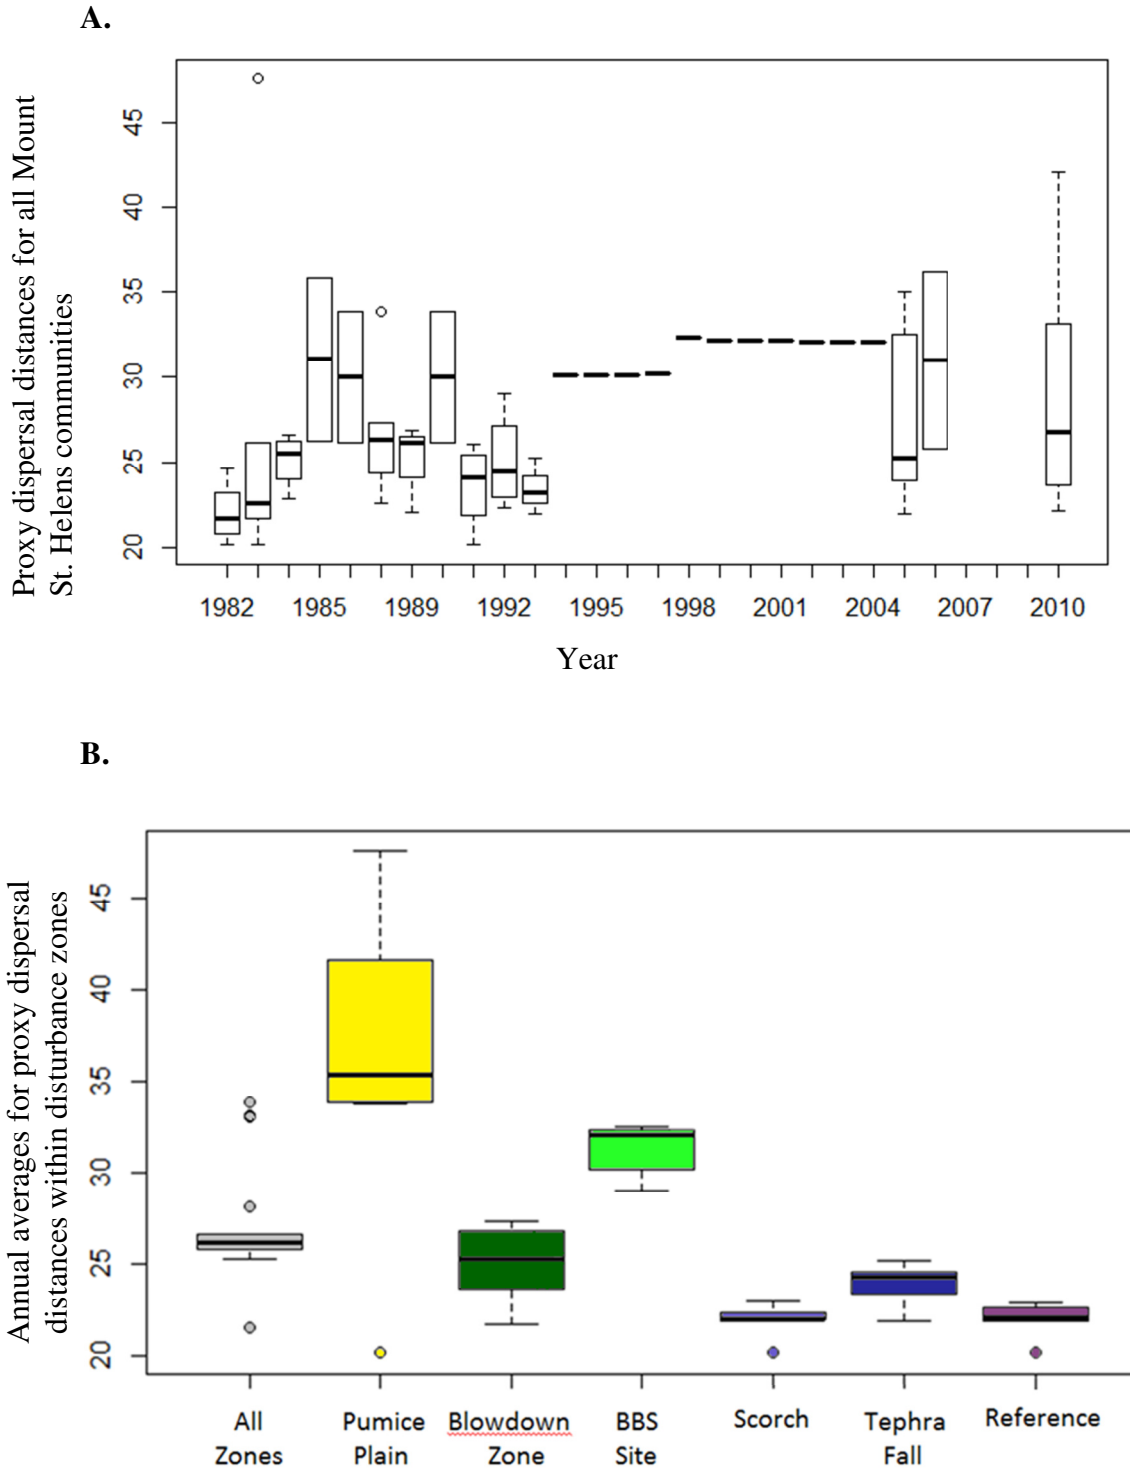 A.
Proxy dispersal distances for all Mount
St. Helens communities
45
40
35
30
25
20
1982 1985 1989 1992 1995 1998 2001 2004 2007 2010
Year
B.
Annual averages for proxy dispersal
distances within disturbance zones
45
40
35
30
25
20
All
Zones
Pumice
Plain
Blowdown
Zone
BBS
Site
Scorch
Tephra
Fall
Reference